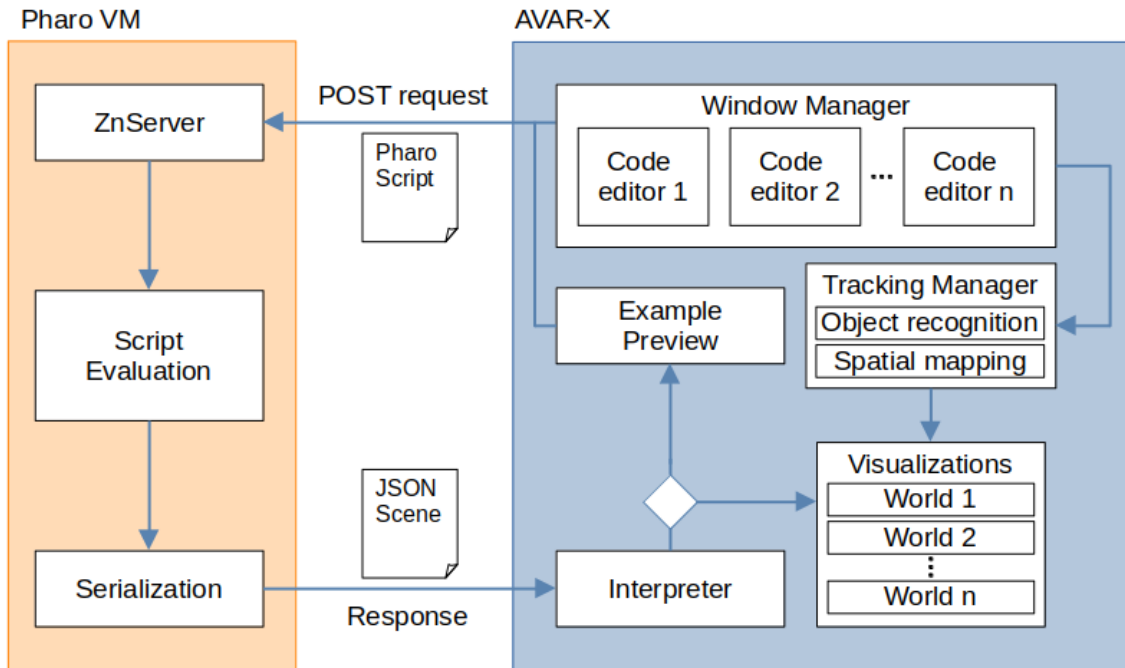 Pharo VM
AVAR-X
ZnServer
POST request
Pharo
Script
Window Manager
Code
editor 1
Code
editor 2
...
Code
editor n
Script
Evaluation
Example
Preview
Tracking Manager
Object recognition
Spatial mapping
JSON
Scene
Visualizations
World 1
World 2
World n
Serialization
Response
Interpreter